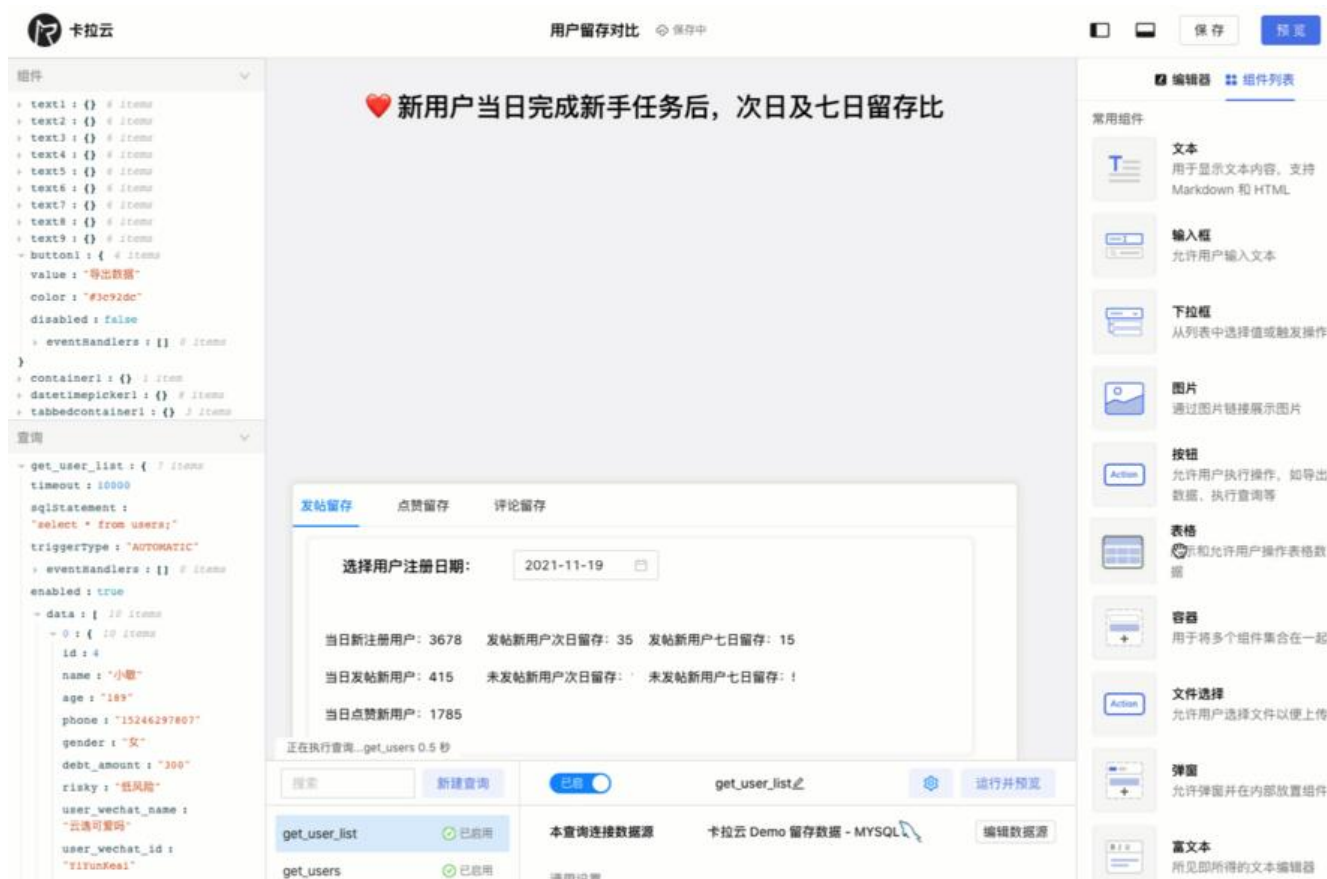 卡拉云
用户留存对比
保存中
保存
预览
组件
text1 : {} 6 items
text2 : {} 6 items
text3 : {} 6 items
text4 : {} 6 items
text5 : {} 6 items
text6 : {} 6 items
text7 : {} 6 items
text8 : {} 6 items
text9 : {} 6 items
button1 : { 4 items
value : "导出数据"
color : "#3c92dc"
disabled : false
eventHandlers : [] 0 items
}
container1 : {} 1 item
datetimepicker1 : {} items
tabbedcontainer1 : {} 3 items
查询
get_user_list : { 7 items
timeout : 10000
sqlStatement :
"select * from users;"
triggerType : "AUTOMATIC"
eventHandlers : [] 0 items
enabled : true
data : [ 10 items
0 : { 10 items
id : 4
name : "小敏"
age : "189"
phone : "15246297807"
gender : "女"
debt_amount : "300"
risky : "低风险"
user_wechat_name :
"云逸可爱吗"
user_wechat_id :
"YiYunKeai"
❤️ 新用户当日完成新手任务后，次日及七日留存比
发帖留存
点赞留存
评论留存
选择用户注册日期：
2021-11-19
当日新注册用户：3678 发帖新用户次日留存：35 发帖新用户七日留存：15
当日发帖新用户：415 未发帖新用户次日留存： 未发帖新用户七日留存：
当日点赞新用户：1785
正在执行查询...get_users 0.5 秒
搜索
新建查询
已启
get_user_list
运行并预览
get_user_list 已启用
get_users 已启用
本查询连接数据源
卡拉云 Demo 留存数据 - MYSQL
编辑数据源
通用设置
编辑器
组件列表
常用组件
文本
用于显示文本内容，支持
Markdown 和 HTML
输入框
允许用户输入文本
下拉框
从列表中选择值或触发操作
图片
通过图片链接展示图片
Action
按钮
允许用户执行操作，如导出
数据、执行查询等
表格
示和允许用户操作表格数
据
容器
用于将多个组件集合在一起
Action
文件选择
允许用户选择文件以便上传
弹窗
允许弹窗并在内部放置组件
B I U
富文本
所见即所得的文本编辑器